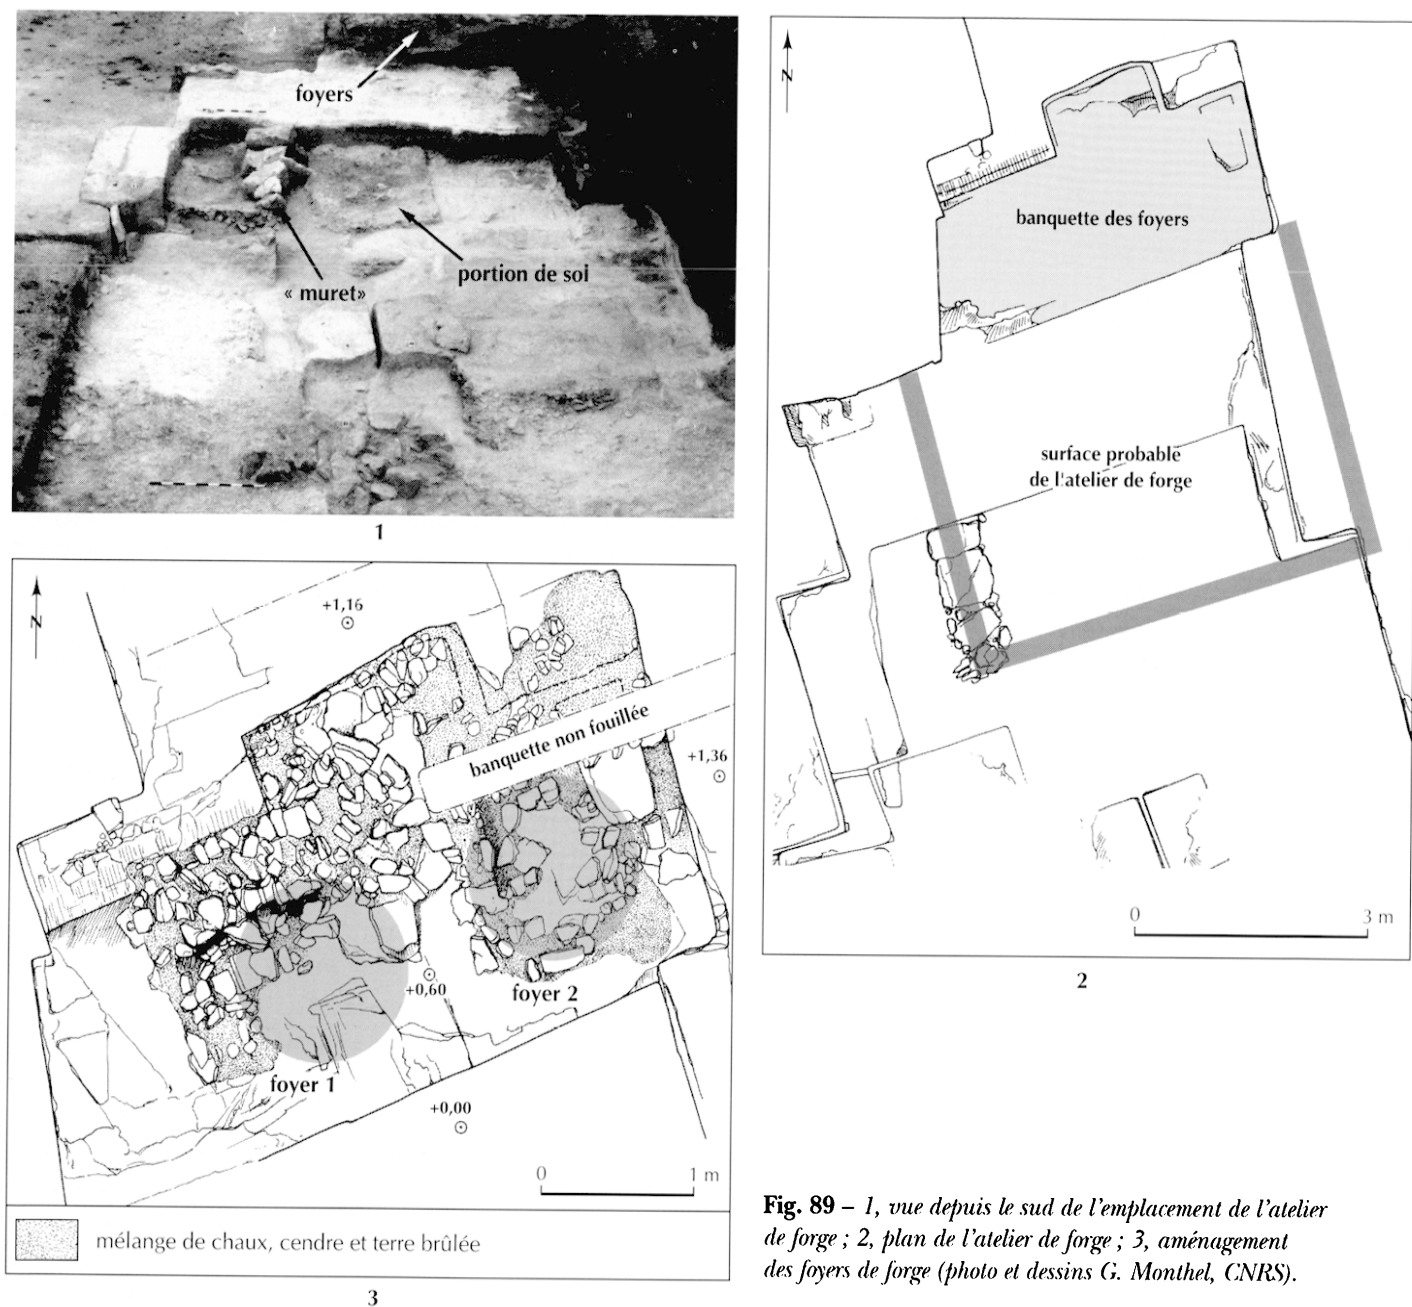 foyers
portion de sol
« muret»
1
N
banquette des foyers
surface probable
de l'atelier de forge
0
3 m
2
N
+1,16
banquette non fouillée
+1,36
+0,60
foyer 2
foyer 1
+0,00
0
1 m
mélange de chaux, cendre et terre brûlée
3
Fig. 89 – 1, vue depuis le sud de l'emplacement de l'atelier
de forge ; 2, plan de l'atelier de forge ; 3, aménagement
des foyers de forge (photo et dessins G. Monthel, CNRS).